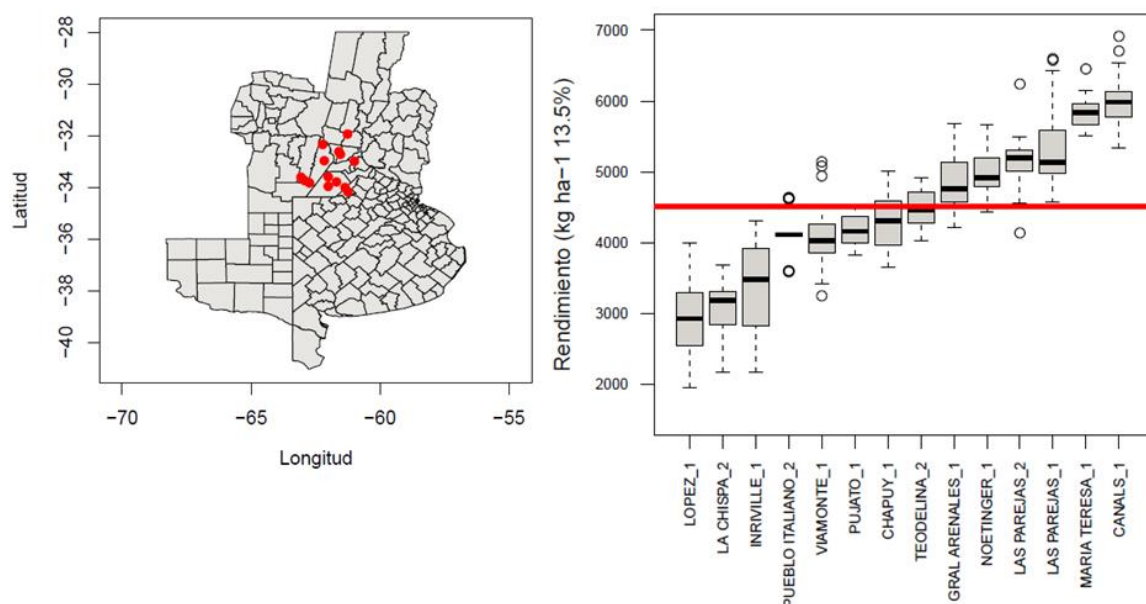 Latitud
−28
−30
−32
−34
−36
−38
−40
−70
−65
−60
−55
Longitud
Rendimiento (kg ha−1 13.5%)
7000
6000
5000
4000
3000
2000
LOPEZ_1
LA CHISPA_2
INRIVILLE_1
PUEBLO ITALIANO_2
VIAMONTE_1
PUJATO_1
CHAPUY_1
TEODELINA_2
GRAL ARENALES_1
NOETINGER_1
LAS PAREJAS_2
LAS PAREJAS_1
MARIA TERESA_1
CANALS_1